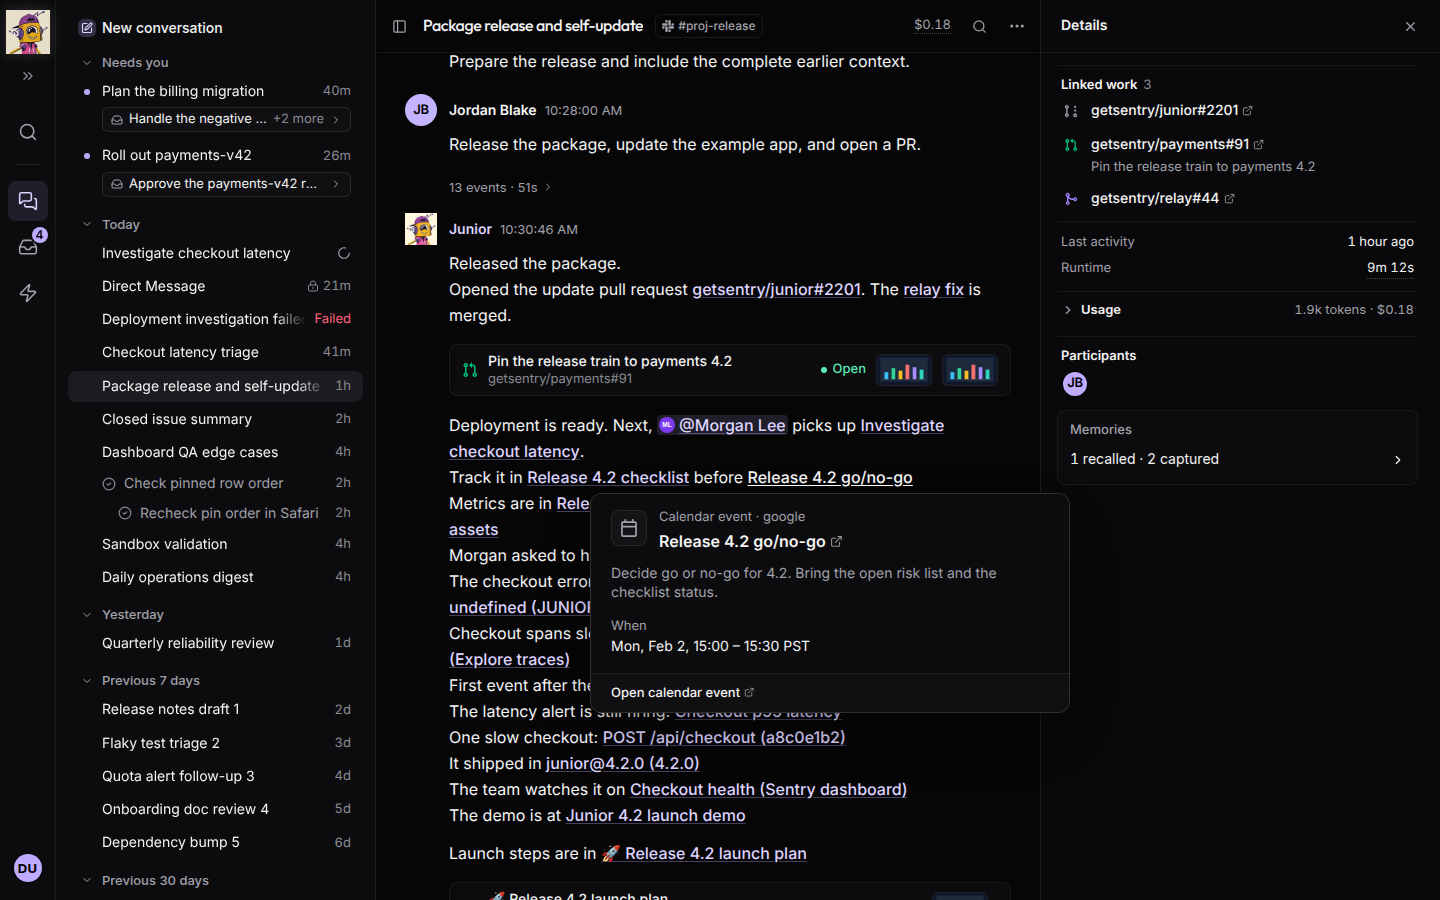 New conversation
Needs you
Plan the billing migration 40m
Handle the negative ... +2 more
Roll out payments-v42 26m
Approve the payments-v42 r...
Today
Investigate checkout latency
Direct Message 21m
Deployment investigation failed Failed
Checkout latency triage 41m
Package release and self-update 1h
Closed issue summary 2h
Dashboard QA edge cases 2h
Check pinned row order 2h
Recheck pin order in Safari 2h
Sandbox validation 4h
Daily operations digest 4h
Yesterday
Quarterly reliability review 1d
Previous 7 days
Release notes draft 1 2d
Flaky test triage 2 3d
Quota alert follow-up 3 4d
Onboarding doc review 4 5d
Dependency bump 5 6d
Previous 30 days
4
DU
Package release and self-update #proj-release $0.18
Prepare the release and include the complete earlier context.
JB Jordan Blake 10:28:00 AM
Release the package, update the example app, and open a PR.
13 events · 51s
Junior 10:30:46 AM
Released the package.
Opened the update pull request getsentry/junior#2201. The relay fix is
merged.
Pin the release train to payments 4.2
getsentry/payments#91
Open
Deployment is ready. Next, ML @Morgan Lee picks up Investigate
checkout latency.
Track it in Release 4.2 checklist before Release 4.2 go/no-go
Metrics are in Rele
assets
Morgan asked to h
The checkout erro
undefined (JUNIO
Checkout spans sl
(Explore traces)
First event after the
The latency alert is still firing: Checkout p95 latency
One slow checkout: POST /api/checkout (a8c0e1b2)
It shipped in junior@4.2.0 (4.2.0)
The team watches it on Checkout health (Sentry dashboard)
The demo is at Junior 4.2 launch demo
Launch steps are in 🚀 Release 4.2 launch plan
🚀 Release 4.2 launch plan
Calendar event · google
Release 4.2 go/no-go
Decide go or no-go for 4.2. Bring the open risk list and the
checklist status.
When
Mon, Feb 2, 15:00 – 15:30 PST
Open calendar event
Details
Linked work 3
getsentry/junior#2201
getsentry/payments#91
Pin the release train to payments 4.2
getsentry/relay#44
Last activity 1 hour ago
Runtime 9m 12s
Usage 1.9k tokens · $0.18
Participants
JB
Memories
1 recalled · 2 captured